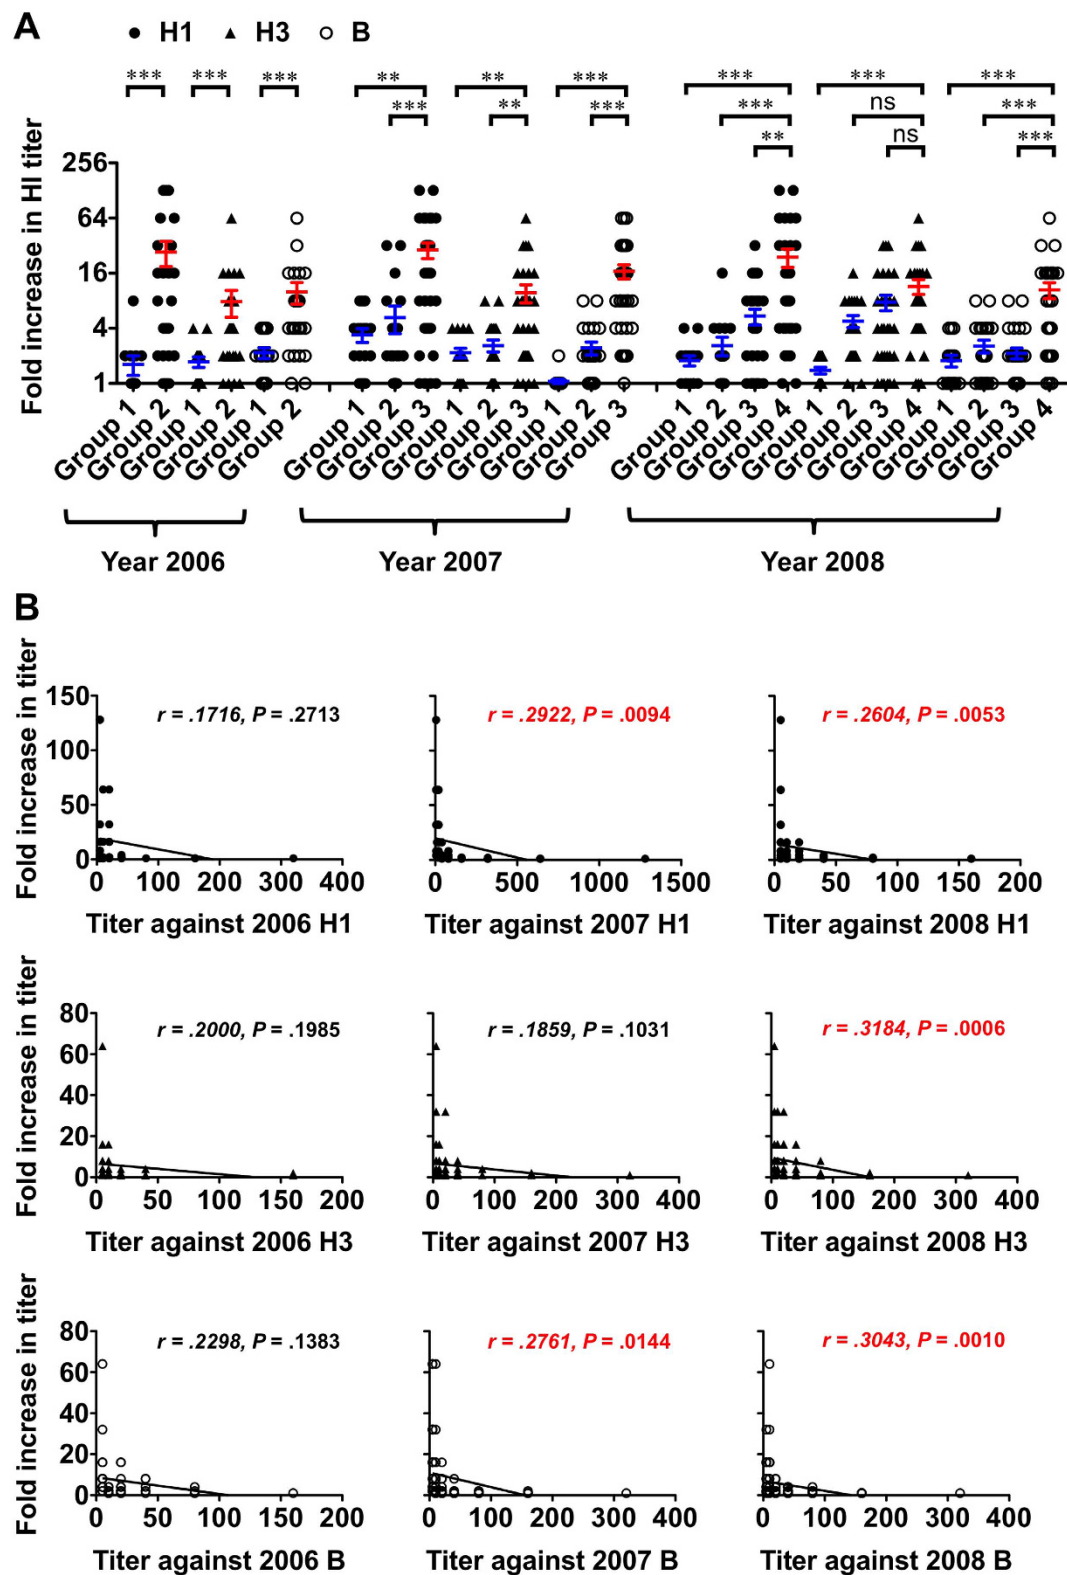 A
H1 H3 B
*** *** *** ** ** *** *** *** ***
*** ** *** *** ns ***
** ns ***
Fold increase in HI titer
256
64
16
4
1
Group 1 Group 2 Group 1 Group 2 Group 1 Group 2 Group 1 Group 2 Group 3 Group 1 Group 2 Group 3 Group 1 Group 2 Group 3 Group 1 Group 2 Group 3 Group 4 Group 1 Group 2 Group 3 Group 4 Group 1 Group 2 Group 3 Group 4
Year 2006 Year 2007 Year 2008
B
Fold increase in titer
150
100
50
0
r = .1716, P = .2713 r = .2922, P = .0094 r = .2604, P = .0053
0 100 200 300 400 0 500 1000 1500 0 50 100 150 200
Titer against 2006 H1 Titer against 2007 H1 Titer against 2008 H1
Fold increase in titer
80
60
40
20
0
r = .2000, P = .1985 r = .1859, P = .1031 r = .3184, P = .0006
0 50 100 150 200 0 100 200 300 400 0 100 200 300 400
Titer against 2006 H3 Titer against 2007 H3 Titer against 2008 H3
Fold increase in titer
80
60
40
20
0
r = .2298, P = .1383 r = .2761, P = .0144 r = .3043, P = .0010
0 50 100 150 200 0 100 200 300 400 0 100 200 300 400
Titer against 2006 B Titer against 2007 B Titer against 2008 B